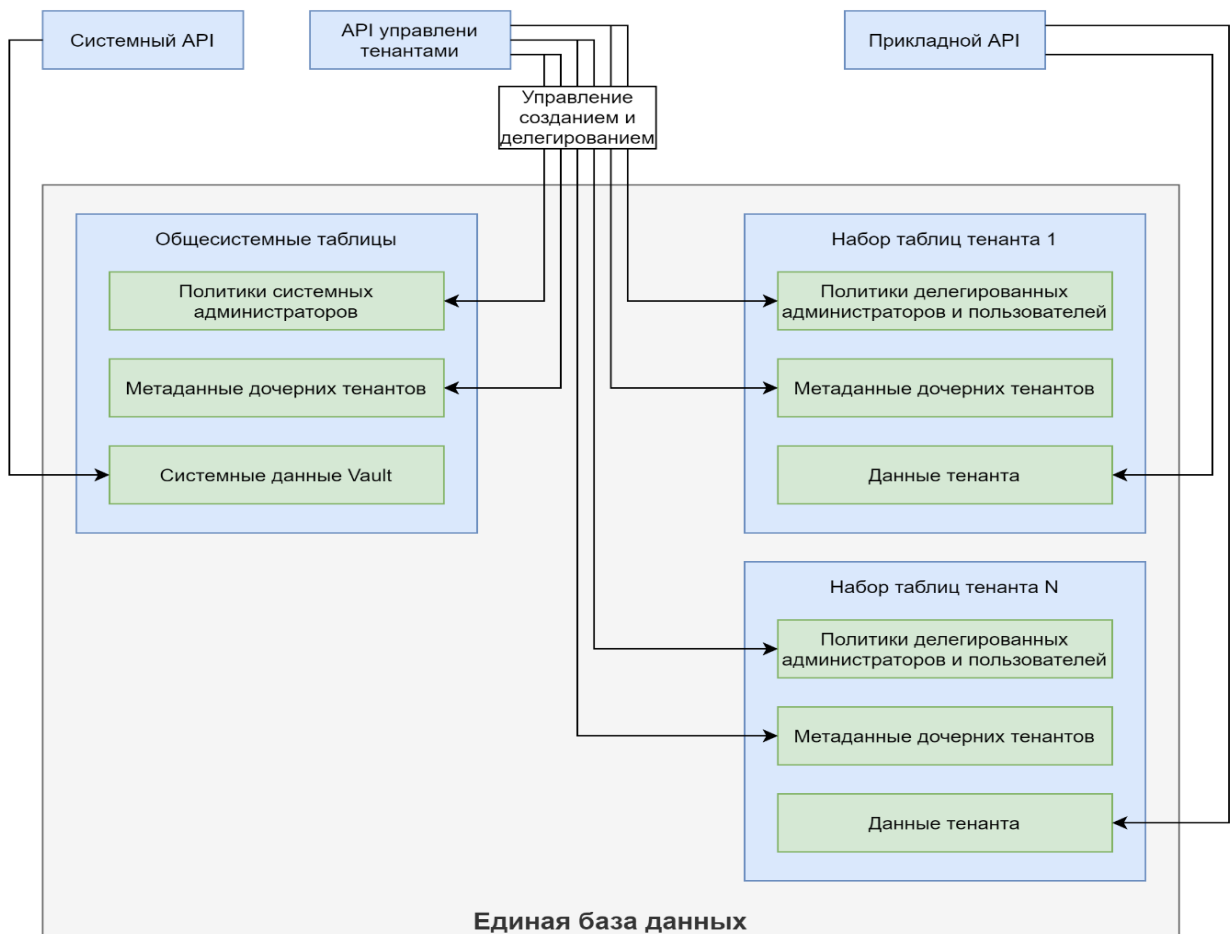 Системный API
API управлени
тенантами
Прикладной API
Управление
созданием и
делегированием
Общесистемные таблицы
Политики системных
администраторов
Метаданные дочерних тенантов
Системные данные Vault
Набор таблиц тенанта 1
Политики делегированных
администраторов и пользователей
Метаданные дочерних тенантов
Данные тенанта
Набор таблиц тенанта N
Политики делегированных
администраторов и пользователей
Метаданные дочерних тенантов
Данные тенанта
Единая база данных